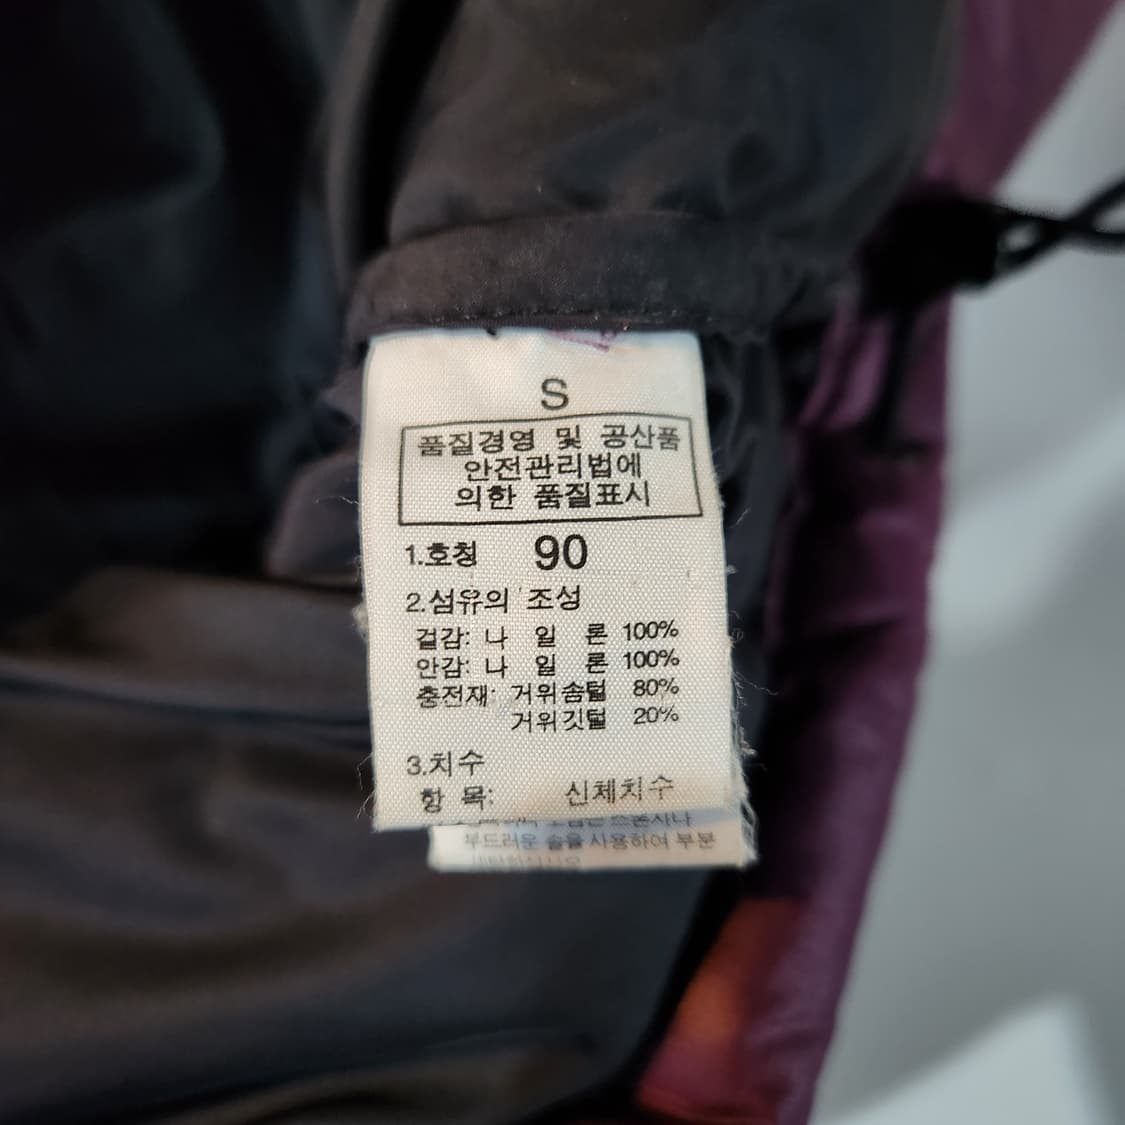 S
품질경영 및 공산품
안전관리법에
의한 품질표시
1.호칭 90
2.섬유의 조성
겉감: 나 일 론 100%
안감: 나 일 론 100%
충전재: 거위솜털 80%
거위깃털 20%
3.치수
항 목: 신체치수
부드러운 솔을 사용하여 부분